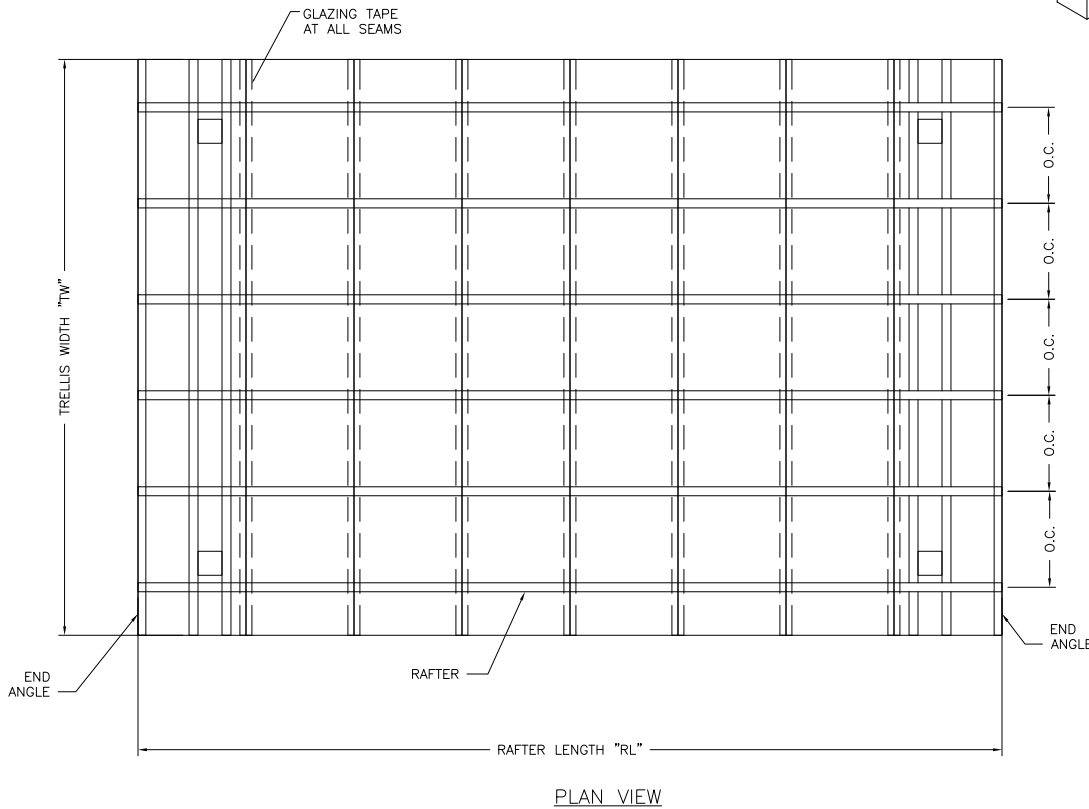 GLAZING TAPE
AT ALL SEAMS
TRELLIS WIDTH "TW"
O.C.
O.C.
O.C.
O.C.
O.C.
END
ANGLE
RAFTER
END
ANGLE
RAFTER LENGTH "RL"
PLAN VIEW